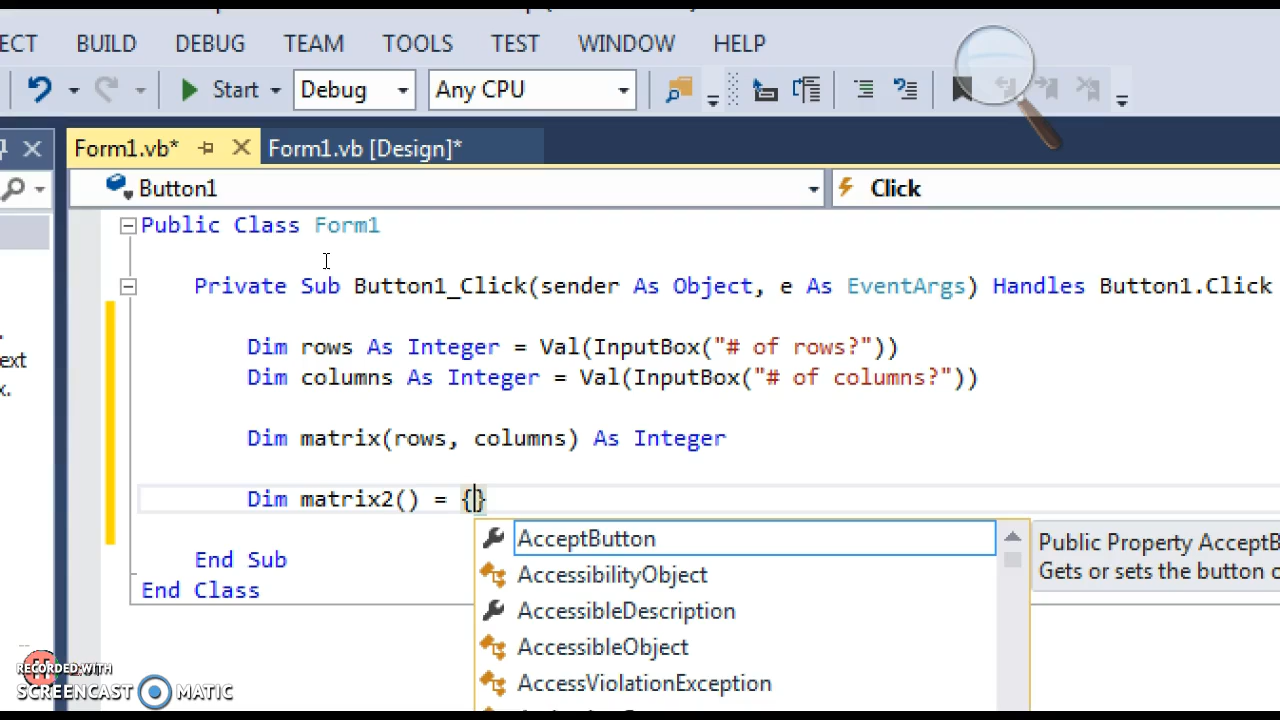 ECT BUILD DEBUG TEAM TOOLS TEST WINDOW HELP
Start Debug Any CPU
Form1.vb* Form1.vb [Design]*
Button1 Click
Public Class Form1
Private Sub Button1_Click(sender As Object, e As EventArgs) Handles Button1.Click
Dim rows As Integer = Val(InputBox("# of rows?"))
ext
Dim columns As Integer = Val(InputBox("# of columns?"))
x.
Dim matrix(rows, columns) As Integer
Dim matrix2() = {}
AcceptButton
Public Property AcceptB
End Sub
AccessibilityObject
Gets or sets the button o
End Class
AccessibleDescription
AccessibleObject
AccessViolationException
RECORDED WITH
SCREENCAST MATIC